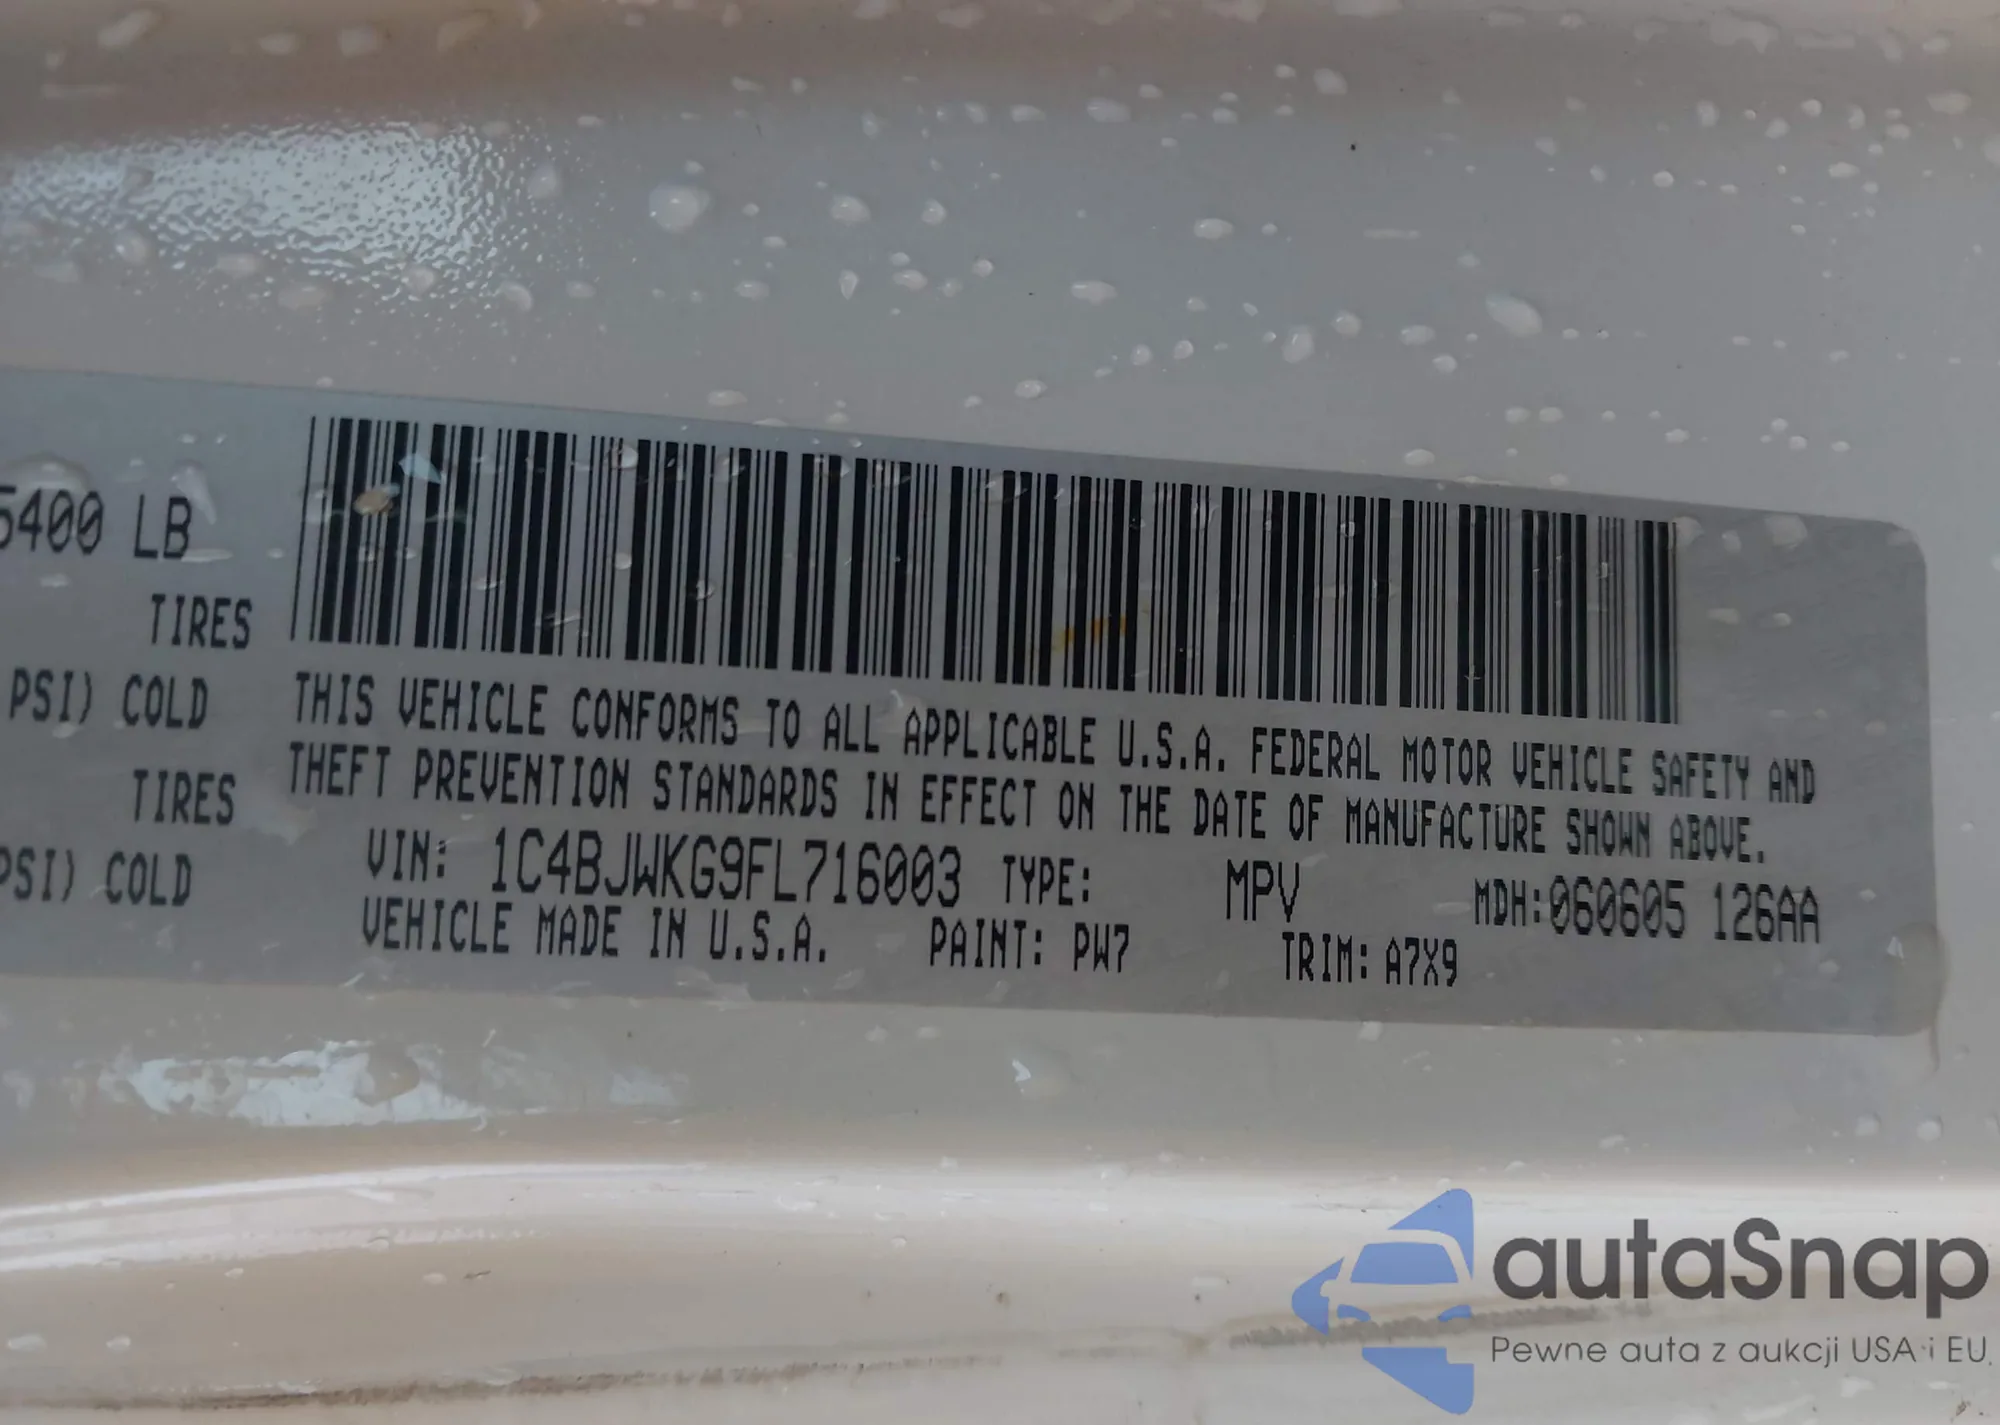 5400 LB
TIRES
PSI) COLD
TIRES
PSI) COLD
THIS VEHICLE CONFORMS TO ALL APPLICABLE U.S.A. FEDERAL MOTOR VEHICLE SAFETY AND
THEFT PREVENTION STANDARDS IN EFFECT ON THE DATE OF MANUFACTURE SHOWN ABOVE.
VIN: 1C4BJWKG9FL716003 TYPE: MPV MDH:060605 126AA
VEHICLE MADE IN U.S.A. PAINT: PW7 TRIM: A7X9
autaSnap
Pewne auta z aukcji USA i EU.